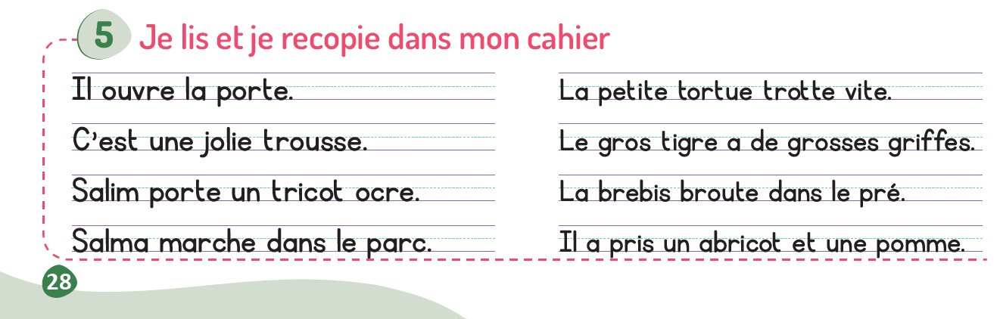 5 Je lis et je recopie dans mon cahier
Il ouvre la porte.
C'est une jolie trousse.
Salim porte un tricot ocre.
Salma marche dans le parc.
La petite tortue trotte vite.
Le gros tigre a de grosses griffes.
La brebis broute dans le pré.
Il a pris un abricot et une pomme.
28